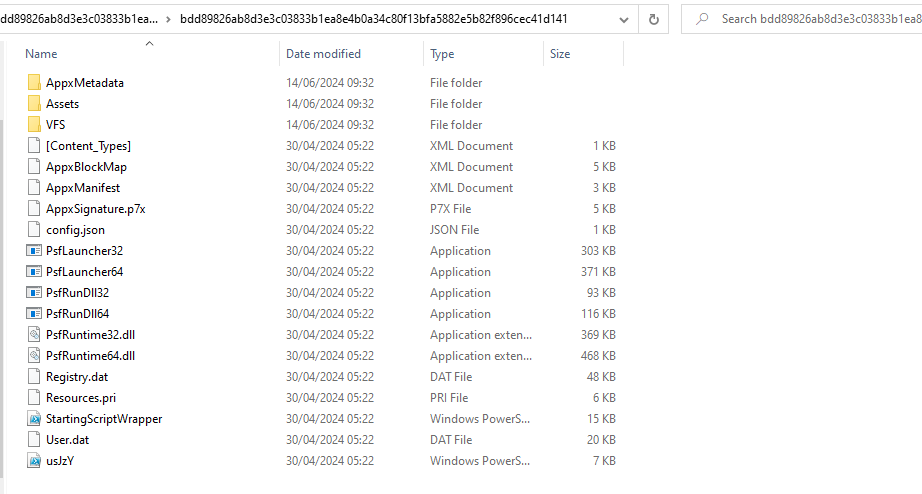 dd89826ab8d3e3c03833b1ea... > bdd89826ab8d3e3c03833b1ea8e4b0a34c80f13bfa5882e5b82f896cec41d141 Search bdd89826ab8d3e3c03833b1ea8
Name Date modified Type Size
AppxMetadata 14/06/2024 09:32 File folder
Assets 14/06/2024 09:32 File folder
VFS 14/06/2024 09:32 File folder
[Content_Types] 30/04/2024 05:22 XML Document 1 KB
AppxBlockMap 30/04/2024 05:22 XML Document 5 KB
AppxManifest 30/04/2024 05:22 XML Document 3 KB
AppxSignature.p7x 30/04/2024 05:22 P7X File 5 KB
config.json 30/04/2024 05:22 JSON File 1 KB
PsfLauncher32 30/04/2024 05:22 Application 303 KB
PsfLauncher64 30/04/2024 05:22 Application 371 KB
PsfRunDll32 30/04/2024 05:22 Application 93 KB
PsfRunDll64 30/04/2024 05:22 Application 116 KB
PsfRuntime32.dll 30/04/2024 05:22 Application exten... 369 KB
PsfRuntime64.dll 30/04/2024 05:22 Application exten... 468 KB
Registry.dat 30/04/2024 05:22 DAT File 48 KB
Resources.pri 30/04/2024 05:22 PRI File 6 KB
StartingScriptWrapper 30/04/2024 05:22 Windows PowerS... 15 KB
User.dat 30/04/2024 05:22 DAT File 20 KB
usJzY 30/04/2024 05:22 Windows PowerS... 7 KB